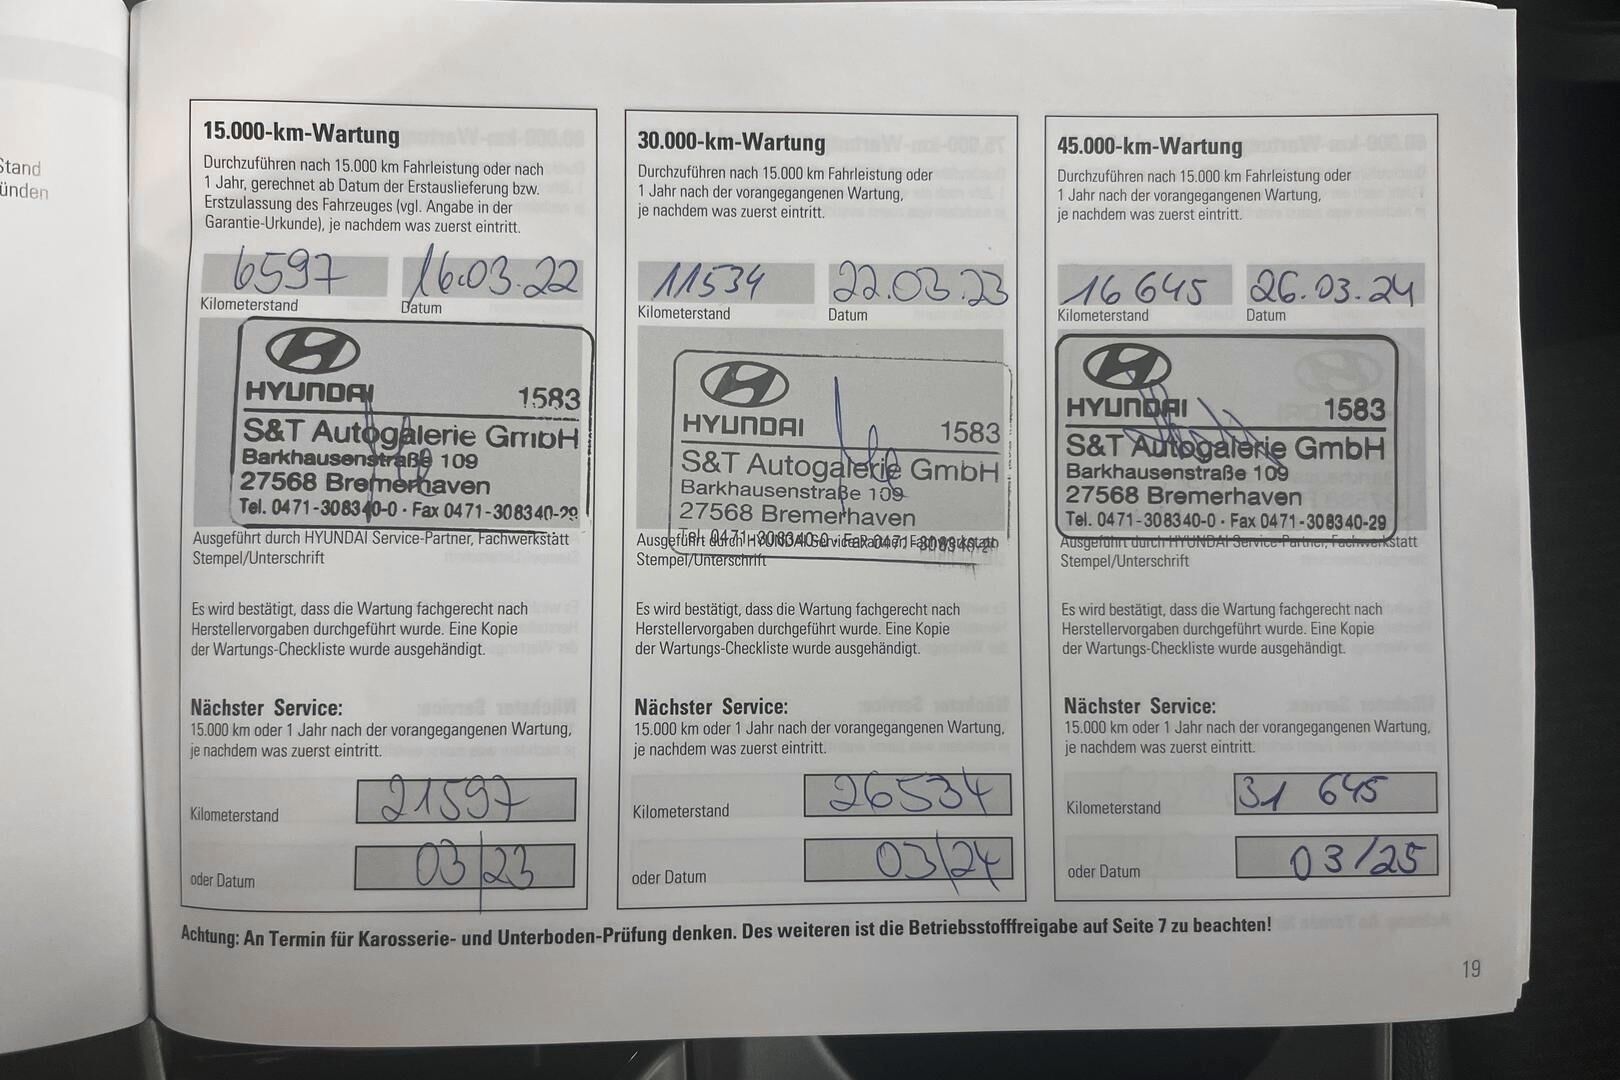 Stand
ünden
15.000-km-Wartung
Durchzuführen nach 15.000 km Fahrleistung oder nach
1 Jahr, gerechnet ab Datum der Erstauslieferung bzw.
Erstzulassung des Fahrzeuges (vgl. Angabe in der
Garantie-Urkunde), je nachdem was zuerst eintritt.
6597 16.03.22
Kilometerstand Datum
HYUNDAI 1583
S&T Autogalerie GmbH
Barkhausenstraße 109
27568 Bremerhaven
Tel. 0471-308340-0 · Fax 0471-308340-29
Ausgeführt durch HYUNDAI Service-Partner, Fachwerkstatt
Stempel/Unterschrift
Es wird bestätigt, dass die Wartung fachgerecht nach
Herstellervorgaben durchgeführt wurde. Eine Kopie
der Wartungs-Checkliste wurde ausgehändigt.
Nächster Service:
15.000 km oder 1 Jahr nach der vorangegangenen Wartung,
je nachdem was zuerst eintritt.
Kilometerstand 21597
oder Datum 03/23
30.000-km-Wartung
Durchzuführen nach 15.000 km Fahrleistung oder
1 Jahr nach der vorangegangenen Wartung,
je nachdem was zuerst eintritt.
11534 22.03.23
Kilometerstand Datum
HYUNDAI 1583
S&T Autogalerie GmbH
Barkhausenstraße 109
27568 Bremerhaven
Tel. 0471-308340-0 · Fax 0471-308340-29
Ausgeführt durch HYUNDAI Service-Partner, Fachwerkstatt
Stempel/Unterschrift
Es wird bestätigt, dass die Wartung fachgerecht nach
Herstellervorgaben durchgeführt wurde. Eine Kopie
der Wartungs-Checkliste wurde ausgehändigt.
Nächster Service:
15.000 km oder 1 Jahr nach der vorangegangenen Wartung,
je nachdem was zuerst eintritt.
Kilometerstand 26534
oder Datum 03/24
45.000-km-Wartung
Durchzuführen nach 15.000 km Fahrleistung oder
1 Jahr nach der vorangegangenen Wartung,
je nachdem was zuerst eintritt.
16 645 26.03.24
Kilometerstand Datum
HYUNDAI 1583
S&T Autogalerie GmbH
Barkhausenstraße 109
27568 Bremerhaven
Tel. 0471-308340-0 · Fax 0471-308340-29
Ausgeführt durch HYUNDAI Service-Partner, Fachwerkstatt
Stempel/Unterschrift
Es wird bestätigt, dass die Wartung fachgerecht nach
Herstellervorgaben durchgeführt wurde. Eine Kopie
der Wartungs-Checkliste wurde ausgehändigt.
Nächster Service:
15.000 km oder 1 Jahr nach der vorangegangenen Wartung,
je nachdem was zuerst eintritt.
Kilometerstand 31 645
oder Datum 03/25
Achtung: An Termin für Karosserie- und Unterboden-Prüfung denken. Des weiteren ist die Betriebsstofffreigabe auf Seite 7 zu beachten!
19